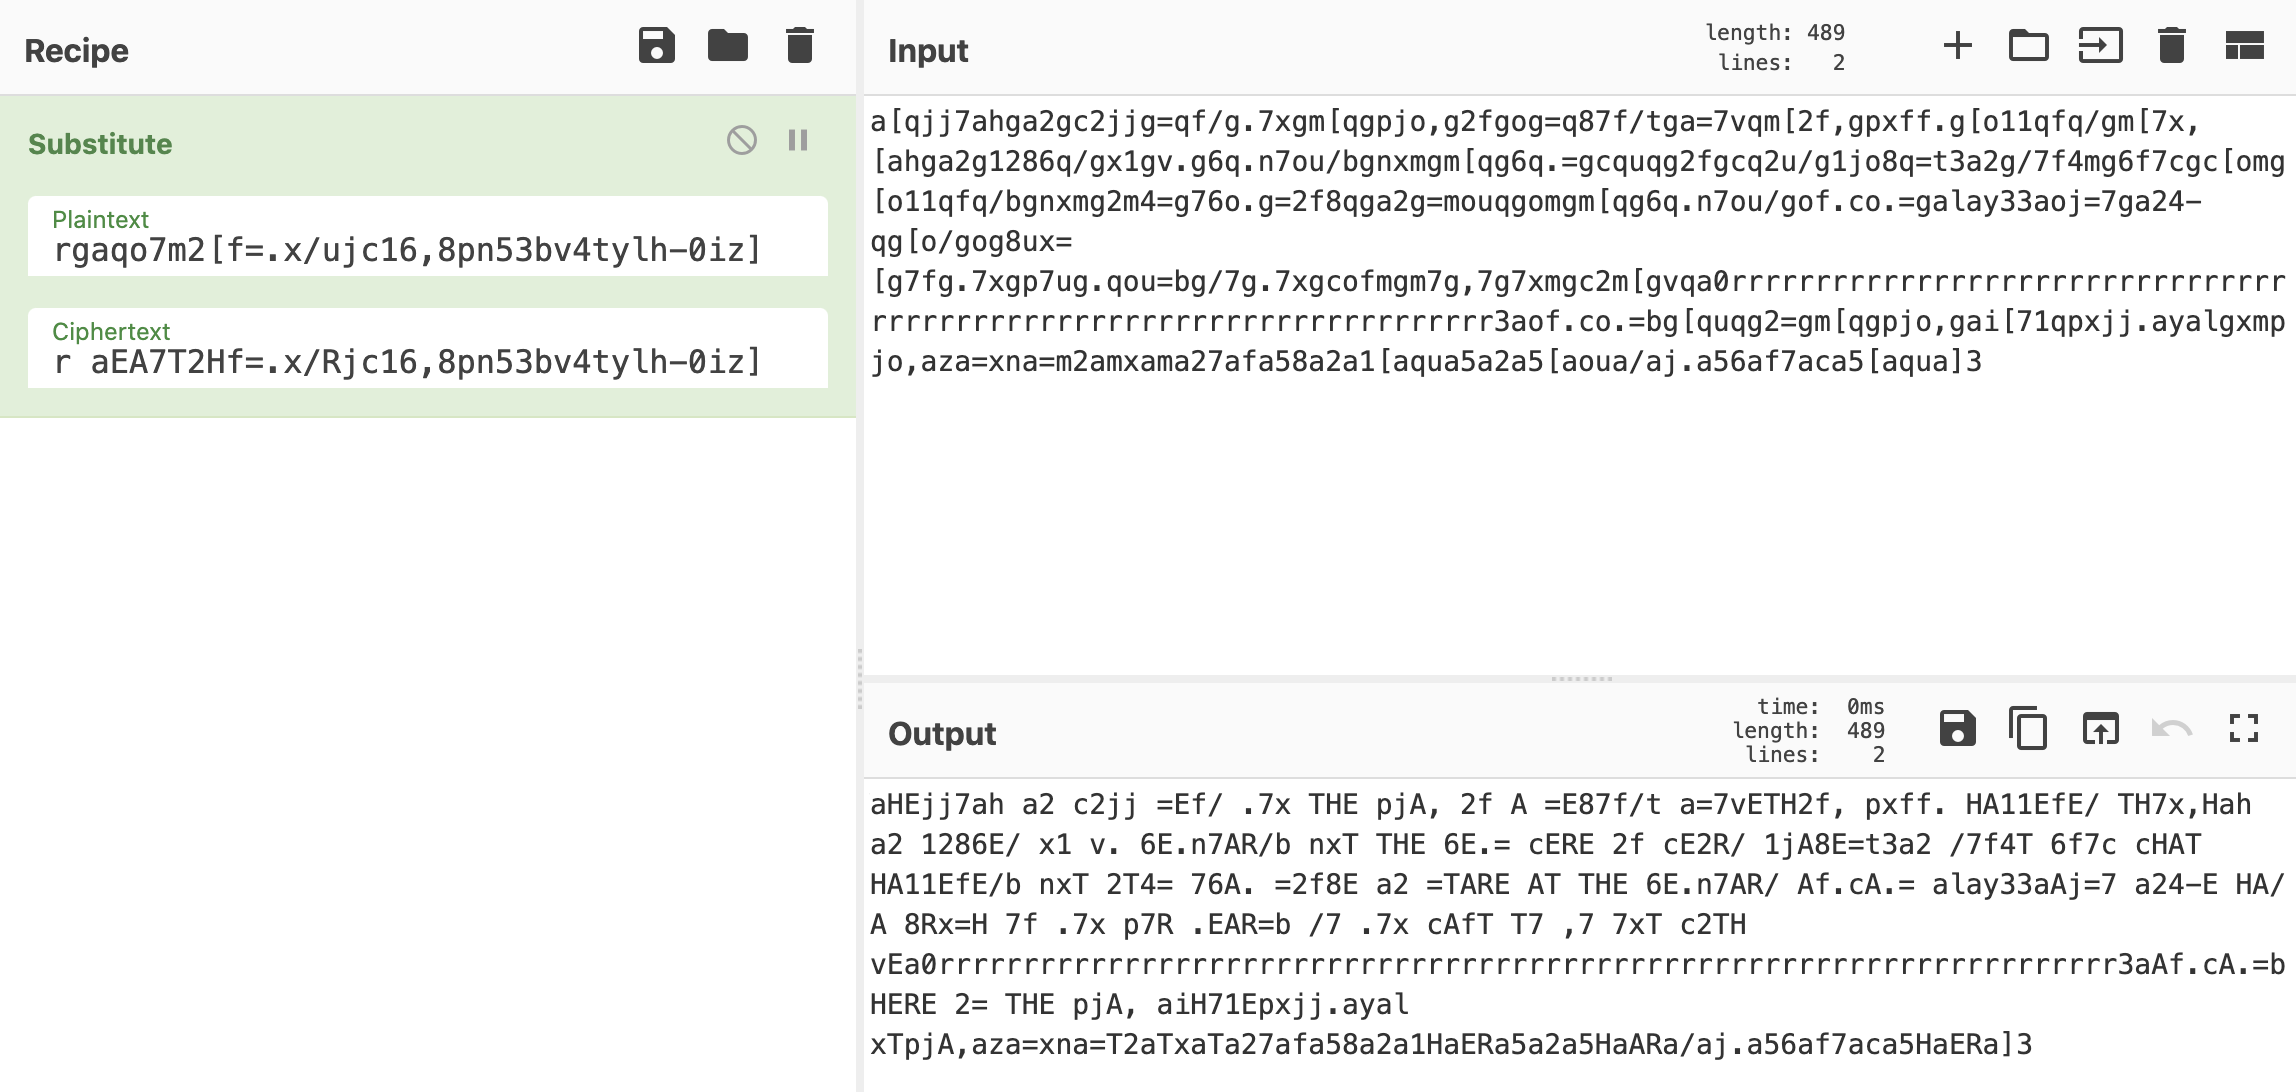 Recipe
Substitute
Plaintext
rgaqo7m2[f=.x/ujc16,8pn53bv4tylh-0iz]
Ciphertext
r aEA7T2Hf=.x/Rjc16,8pn53bv4tylh-0iz]
Input
length: 489
lines: 2
a[qjj7ahga2gc2jjg=qf/g.7xgm[qgpjo,g2fgog=q87f/tga=7vqm[2f,gpxff.g[o11qfq/gm[7x,
[ahga2g1286q/gx1gv.g6q.n7ou/bgnxmgm[qg6q.=gcquqg2fgcq2u/g1jo8q=t3a2g/7f4mg6f7cgc[omg
[o11qfq/bgnxmg2m4=g76o.g=2f8qga2g=mouqgomgm[qg6q.n7ou/gof.co.=galay33aoj=7ga24-
qg[o/gog8ux=
[g7fg.7xgp7ug.qou=bg/7g.7xgcofmgm7g,7g7xmgc2m[gvqa0rrrrrrrrrrrrrrrrrrrrrrrrrrrrrrrrr
rrrrrrrrrrrrrrrrrrrrrrrrrrrrrrrrrrrrr3aof.co.=bg[quqg2=gm[qgpjo,gai[71qpxjj.ayalgxmp
jo,aza=xna=m2amxama27afa58a2a1[aqua5a2a5[aoua/aj.a56af7aca5[aqua]3
Output
time: 0ms
length: 489
lines: 2
aHEjj7ah a2 c2jj =Ef/ .7x THE pjA, 2f A =E87f/t a=7vETH2f, pxff. HA11EfE/ TH7x,Hah
a2 1286E/ x1 v. 6E.n7AR/b nxT THE 6E.= cERE 2f cE2R/ 1jA8E=t3a2 /7f4T 6f7c cHAT
HA11EfE/b nxT 2T4= 76A. =2f8E a2 =TARE AT THE 6E.n7AR/ Af.cA.= alay33aAj=7 a24-E HA/
A 8Rx=H 7f .7x p7R .EAR=b /7 .7x cAfT T7 ,7 7xT c2TH
vEa0rrrrrrrrrrrrrrrrrrrrrrrrrrrrrrrrrrrrrrrrrrrrrrrrrrrrrrrrrrrrrrrrrrrrrr3aAf.cA.=b
HERE 2= THE pjA, aiH71Epxjj.ayal
xTpjA,aza=xna=T2aTxaTa27afa58a2a1HaERa5a2a5HaARa/aj.a56af7aca5HaERa]3